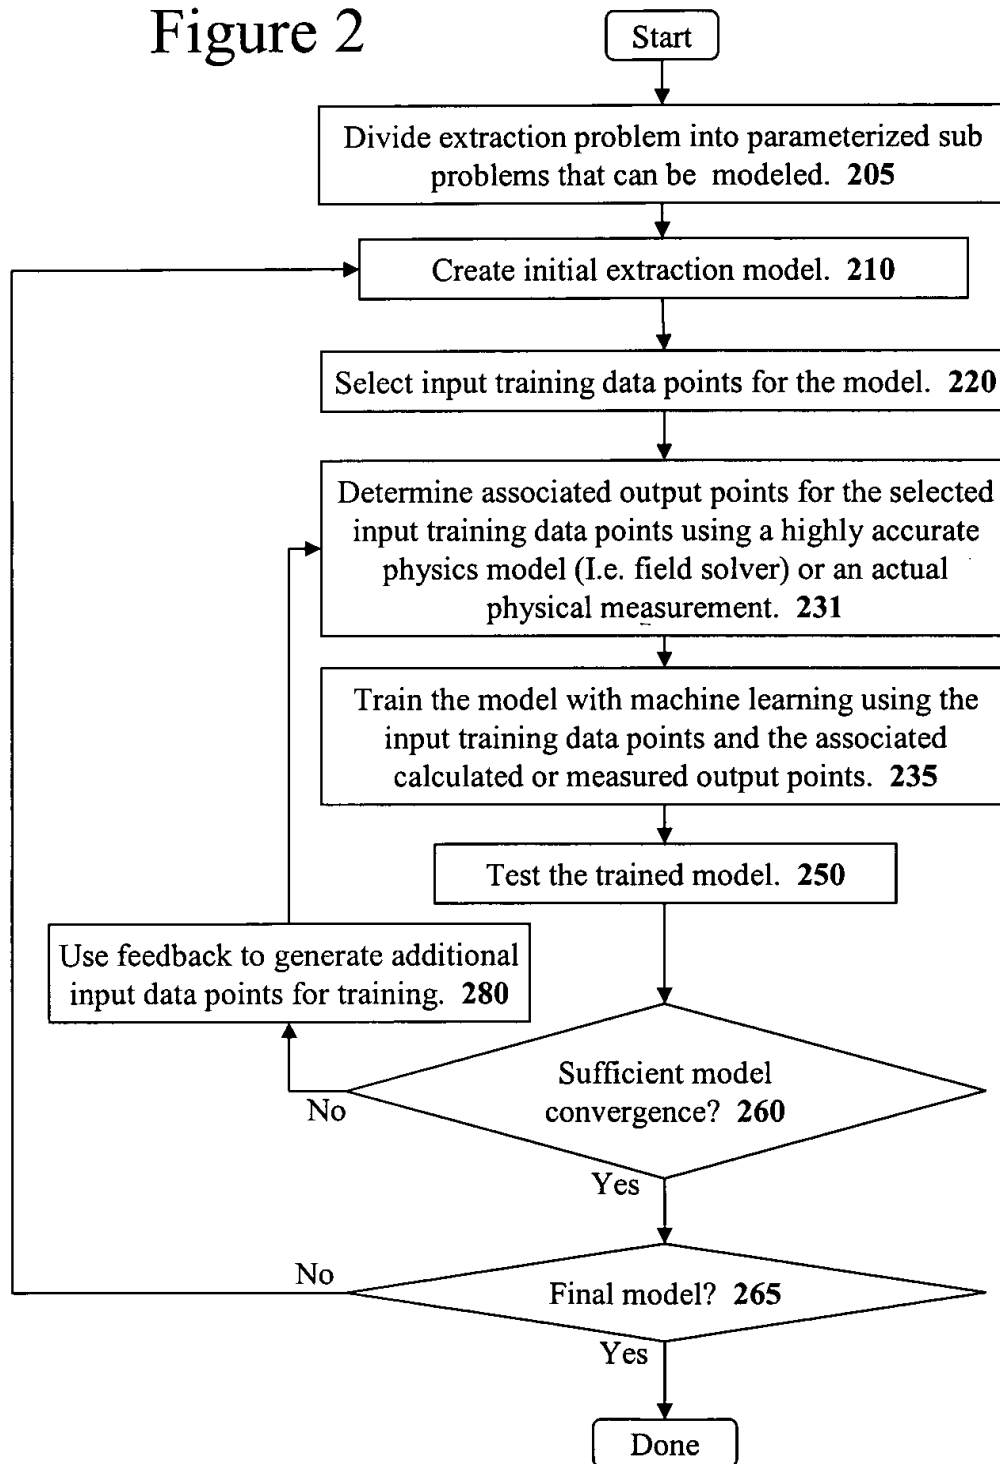 Figure 2
Start
Divide extraction problem into parameterized sub
problems that can be modeled. 205
Create initial extraction model. 210
Select input training data points for the model. 220
Determine associated output points for the selected
input training data points using a highly accurate
physics model (I.e. field solver) or an actual
physical measurement. 231
Train the model with machine learning using the
input training data points and the associated
calculated or measured output points. 235
Test the trained model. 250
Use feedback to generate additional
input data points for training. 280
Sufficient model
convergence? 260
No
Yes
No
Final model? 265
Yes
Done